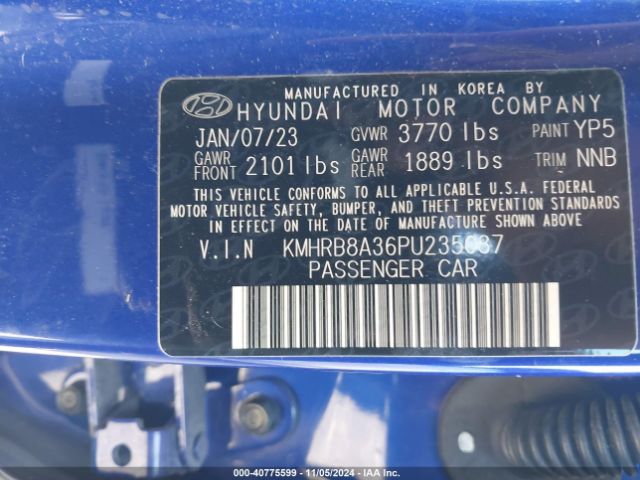 MANUFACTURED IN KOREA BY
HYUNDAI MOTOR COMPANY
JAN/07/23 GVWR 3770 lbs PAINT YP5
GAWR FRONT 2101 lbs GAWR REAR 1889 lbs TRIM NNB
THIS VEHICLE CONFORMS TO ALL APPLICABLE U.S.A. FEDERAL
MOTOR VEHICLE SAFETY, BUMPER, AND THEFT PREVENTION STANDARDS
IN EFFECT ON THE DATE OF MANUFACTURE SHOWN ABOVE.
V.I.N KMHRB8A36PU235087
PASSENGER CAR
000-40775599 - 11/05/2024 - IAA Inc.